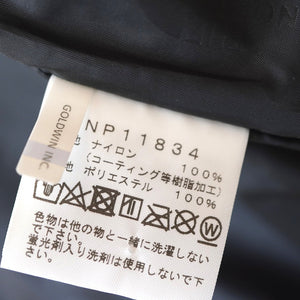 GOLDWIN INC.
NP11834
ナイロン 100%
(コーティング等樹脂加工)
ポリエステル 100%
色物は他の物と一緒に洗濯しない
で下さい。
蛍光剤入り洗剤は使用しないで下
さい。